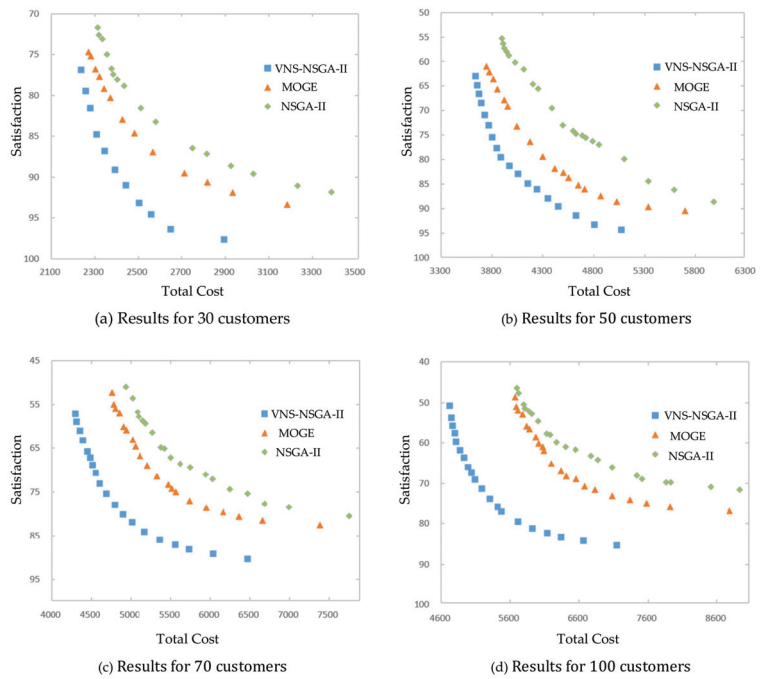 70
75
80
85
90
95
100
Satisfaction
2100 2300 2500 2700 2900 3100 3300 3500
Total Cost
VNS-NSGA-II
MOGE
NSGA-II
(a) Results for 30 customers
50
55
60
65
70
75
80
85
90
95
100
Satisfaction
3300 3800 4300 4800 5300 5800 6300
Total Cost
VNS-NSGA-II
MOGE
NSGA-II
(b) Results for 50 customers
45
55
65
75
85
95
Satisfaction
4000 4500 5000 5500 6000 6500 7000 7500
Total Cost
VNS-NSGA-II
MOGE
NSGA-II
(c) Results for 70 customers
40
50
60
70
80
90
100
Satisfaction
4600 5600 6600 7600 8600
Total Cost
VNS-NSGA-II
MOGE
NSGA-II
(d) Results for 100 customers